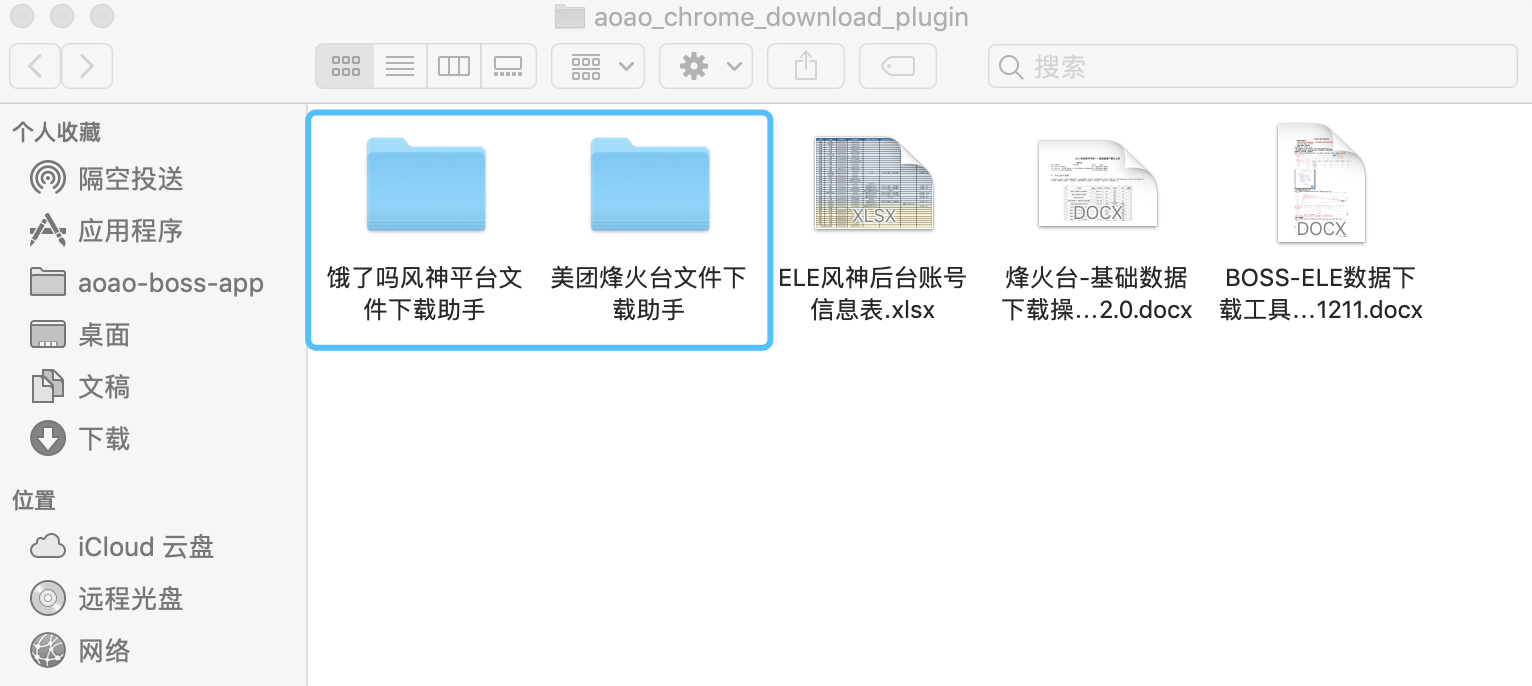 aoao_chrome_download_plugin
搜索
个人收藏
隔空投送
应用程序
aoao-boss-app
桌面
文稿
下载
位置
iCloud 云盘
远程光盘
网络
饿了吗风神平台文
件下载助手
美团烽火台文件下
载助手
XLSX
ELE风神后台账号
信息表.xlsx
DOCX
烽火台-基础数据
下载操...2.0.docx
DOCX
BOSS-ELE数据下
载工具...1211.docx